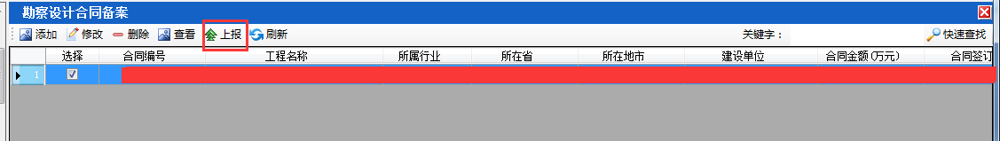 勘察设计合同备案
添加 修改 删除 查看 上报 刷新 关键字： 快速查找
选择 合同编号 工程名称 所属行业 所在省 所在地市 建设单位 合同金额(万元) 合同签订
1